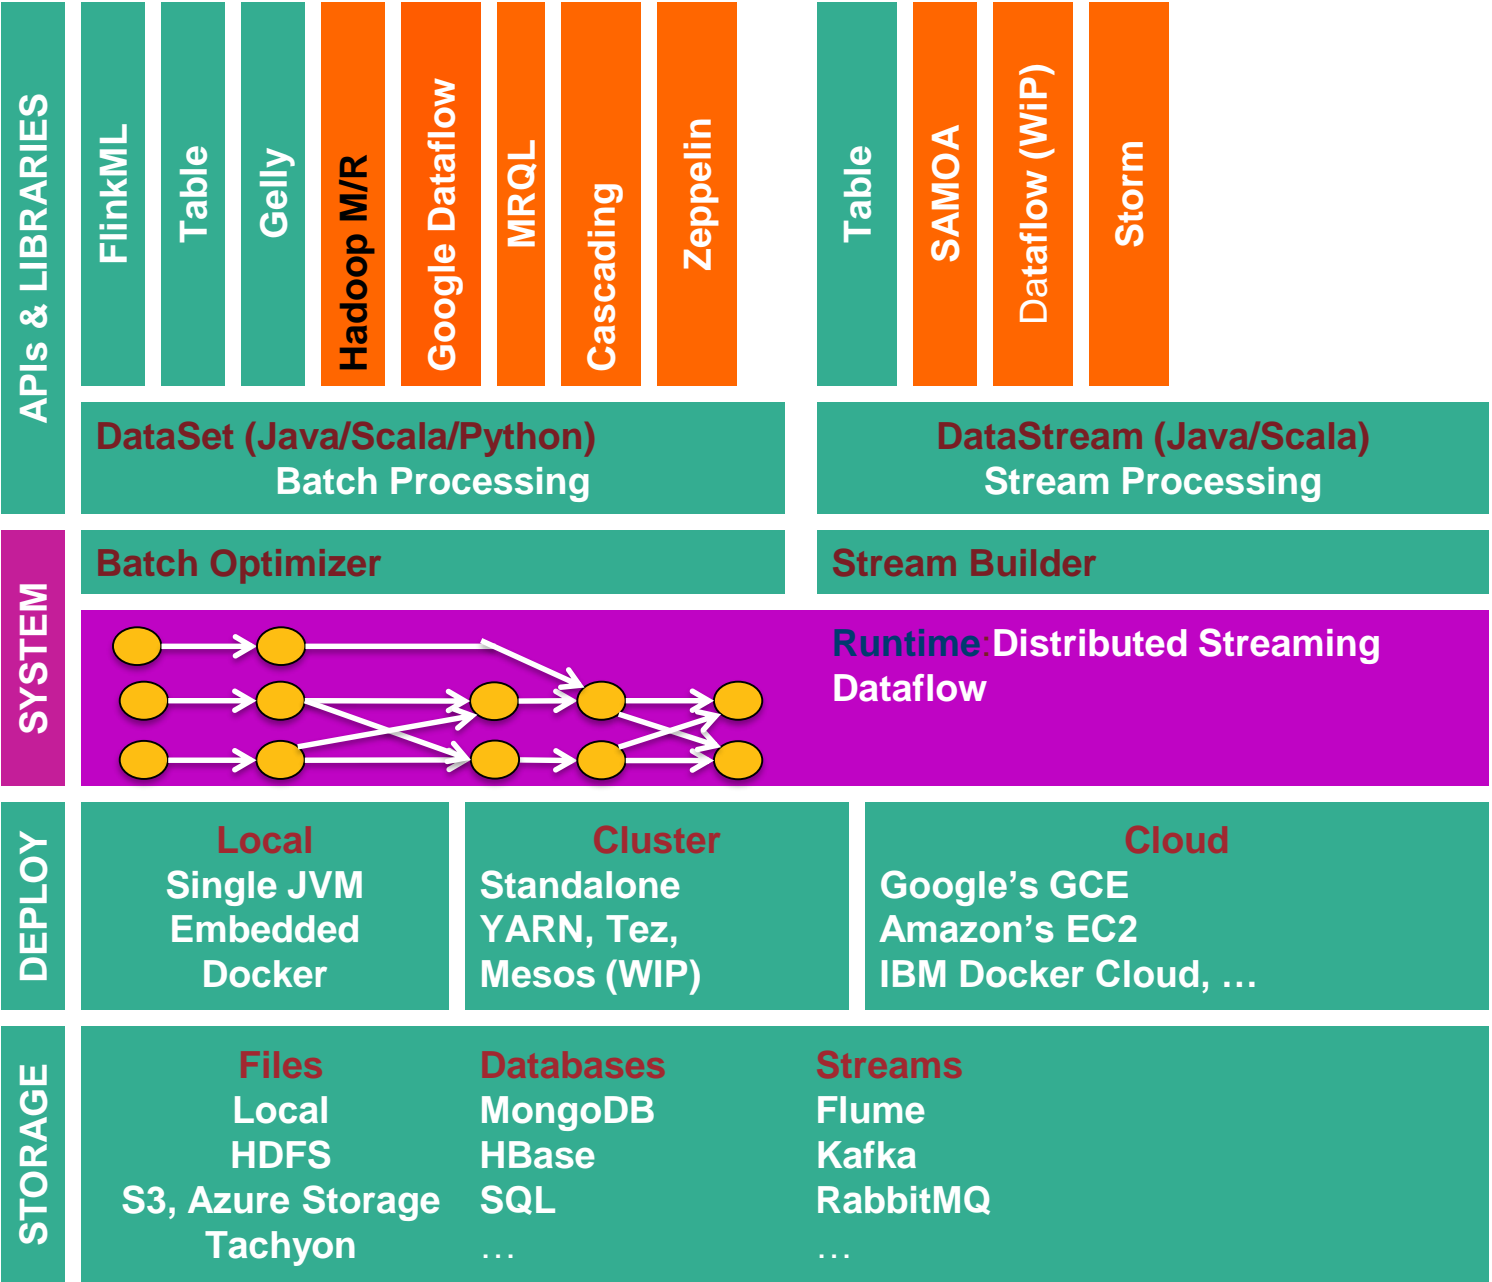 APIs & LIBRARIES
FlinkML
Table
Gelly
Hadoop M/R
Google Dataflow
MRQL
Cascading
Zeppelin
Table
SAMOA
Dataflow (WiP)
Storm
DataSet (Java/Scala/Python)
Batch Processing
DataStream (Java/Scala)
Stream Processing
SYSTEM
Batch Optimizer
Stream Builder
Runtime:Distributed Streaming
Dataflow
DEPLOY
Local
Single JVM
Embedded
Docker
Cluster
Standalone
YARN, Tez,
Mesos (WIP)
Cloud
Google’s GCE
Amazon’s EC2
IBM Docker Cloud, …
STORAGE
Files
Local
HDFS
S3, Azure Storage
Tachyon
Databases
MongoDB
HBase
SQL
…
Streams
Flume
Kafka
RabbitMQ
…